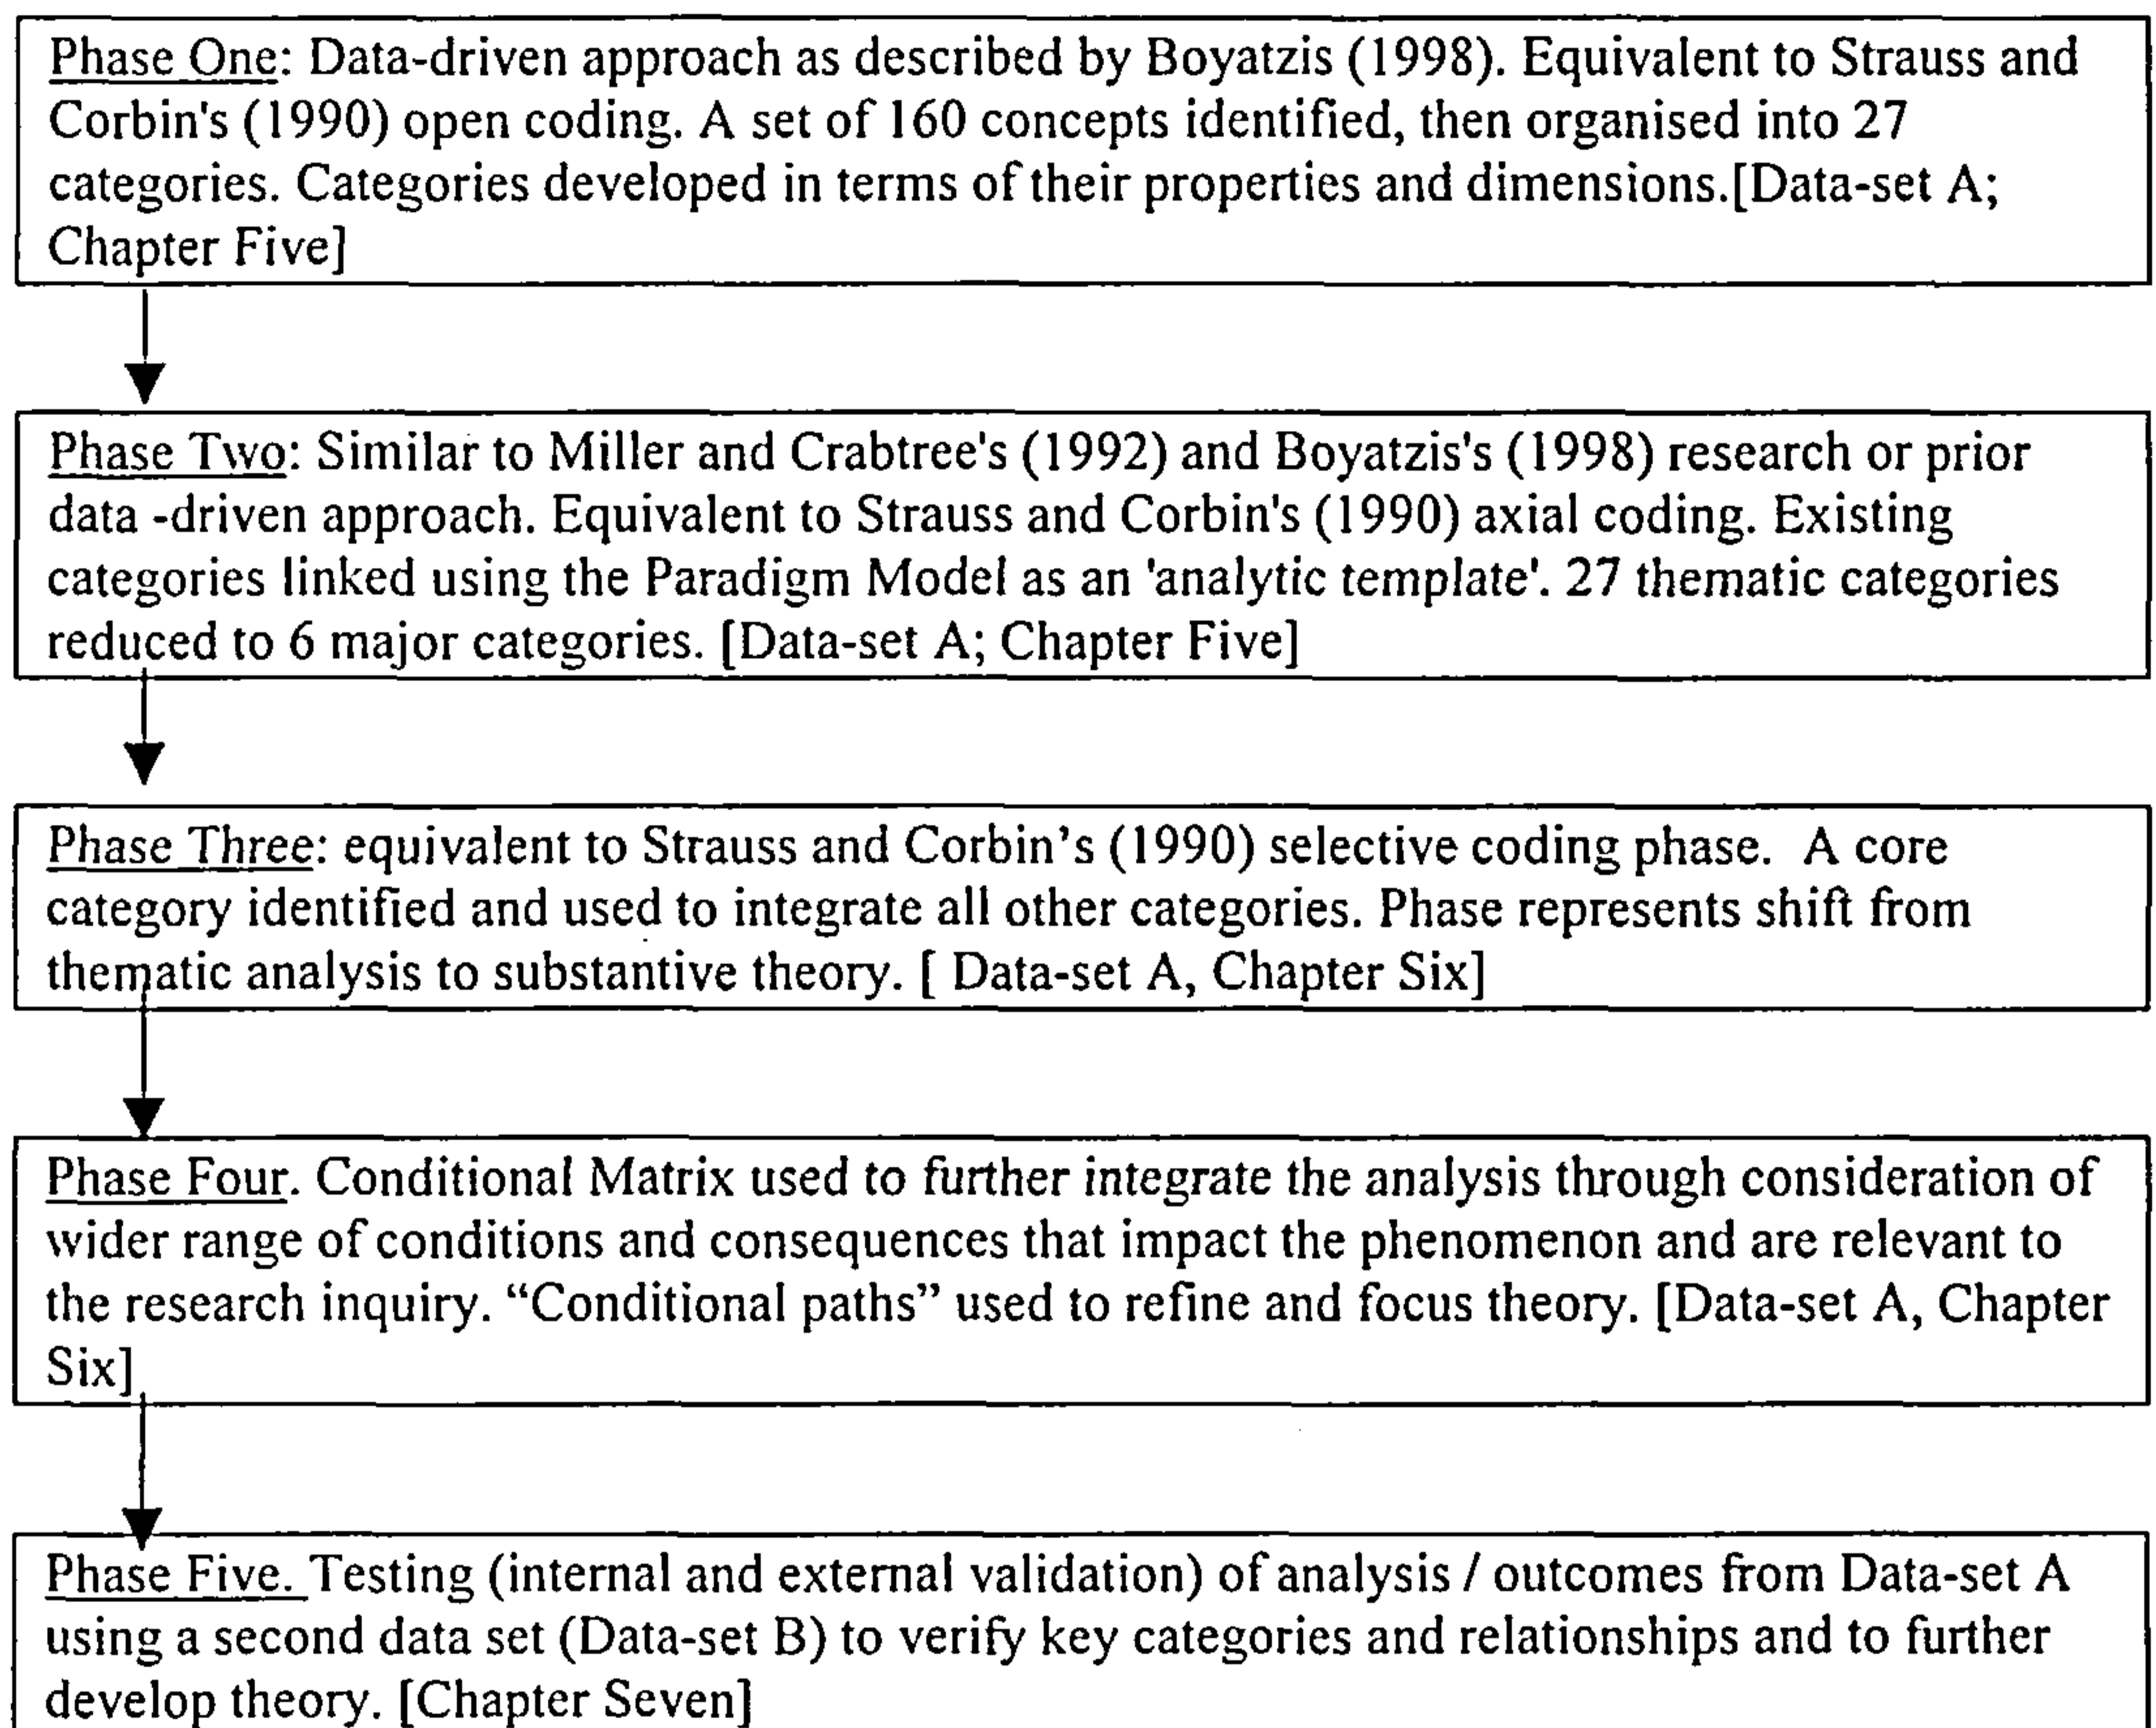 Phase One: Data-driven approach as described by Boyatzis (1998). Equivalent to Strauss and
Corbin's (1990) open coding. A set of 160 concepts identified, then organised into 27
categories. Categories developed in terms of their properties and dimensions.[Data-set A;
Chapter Five]
Phase Two: Similar to Miller and Crabtree's (1992) and Boyatzis's (1998) research or prior
data -driven approach. Equivalent to Strauss and Corbin's (1990) axial coding. Existing
categories linked using the Paradigm Model as an 'analytic template'. 27 thematic categories
reduced to 6 major categories. [Data-set A; Chapter Five]
Phase Three: equivalent to Strauss and Corbin’s (1990) selective coding phase.  A core
category identified and used to integrate all other categories. Phase represents shift from
thematic analysis to substantive theory. [ Data-set A, Chapter Six]
Phase Four. Conditional Matrix used to further integrate the analysis through consideration of
wider range of conditions and consequences that impact the phenomenon and are relevant to
the research inquiry. “Conditional paths” used to refine and focus theory. [Data-set A, Chapter
Six]
Phase Five. Testing (internal and external validation) of analysis / outcomes from Data-set A
using a second data set (Data-set B) to verify key categories and relationships and to further
develop theory. [Chapter Seven]